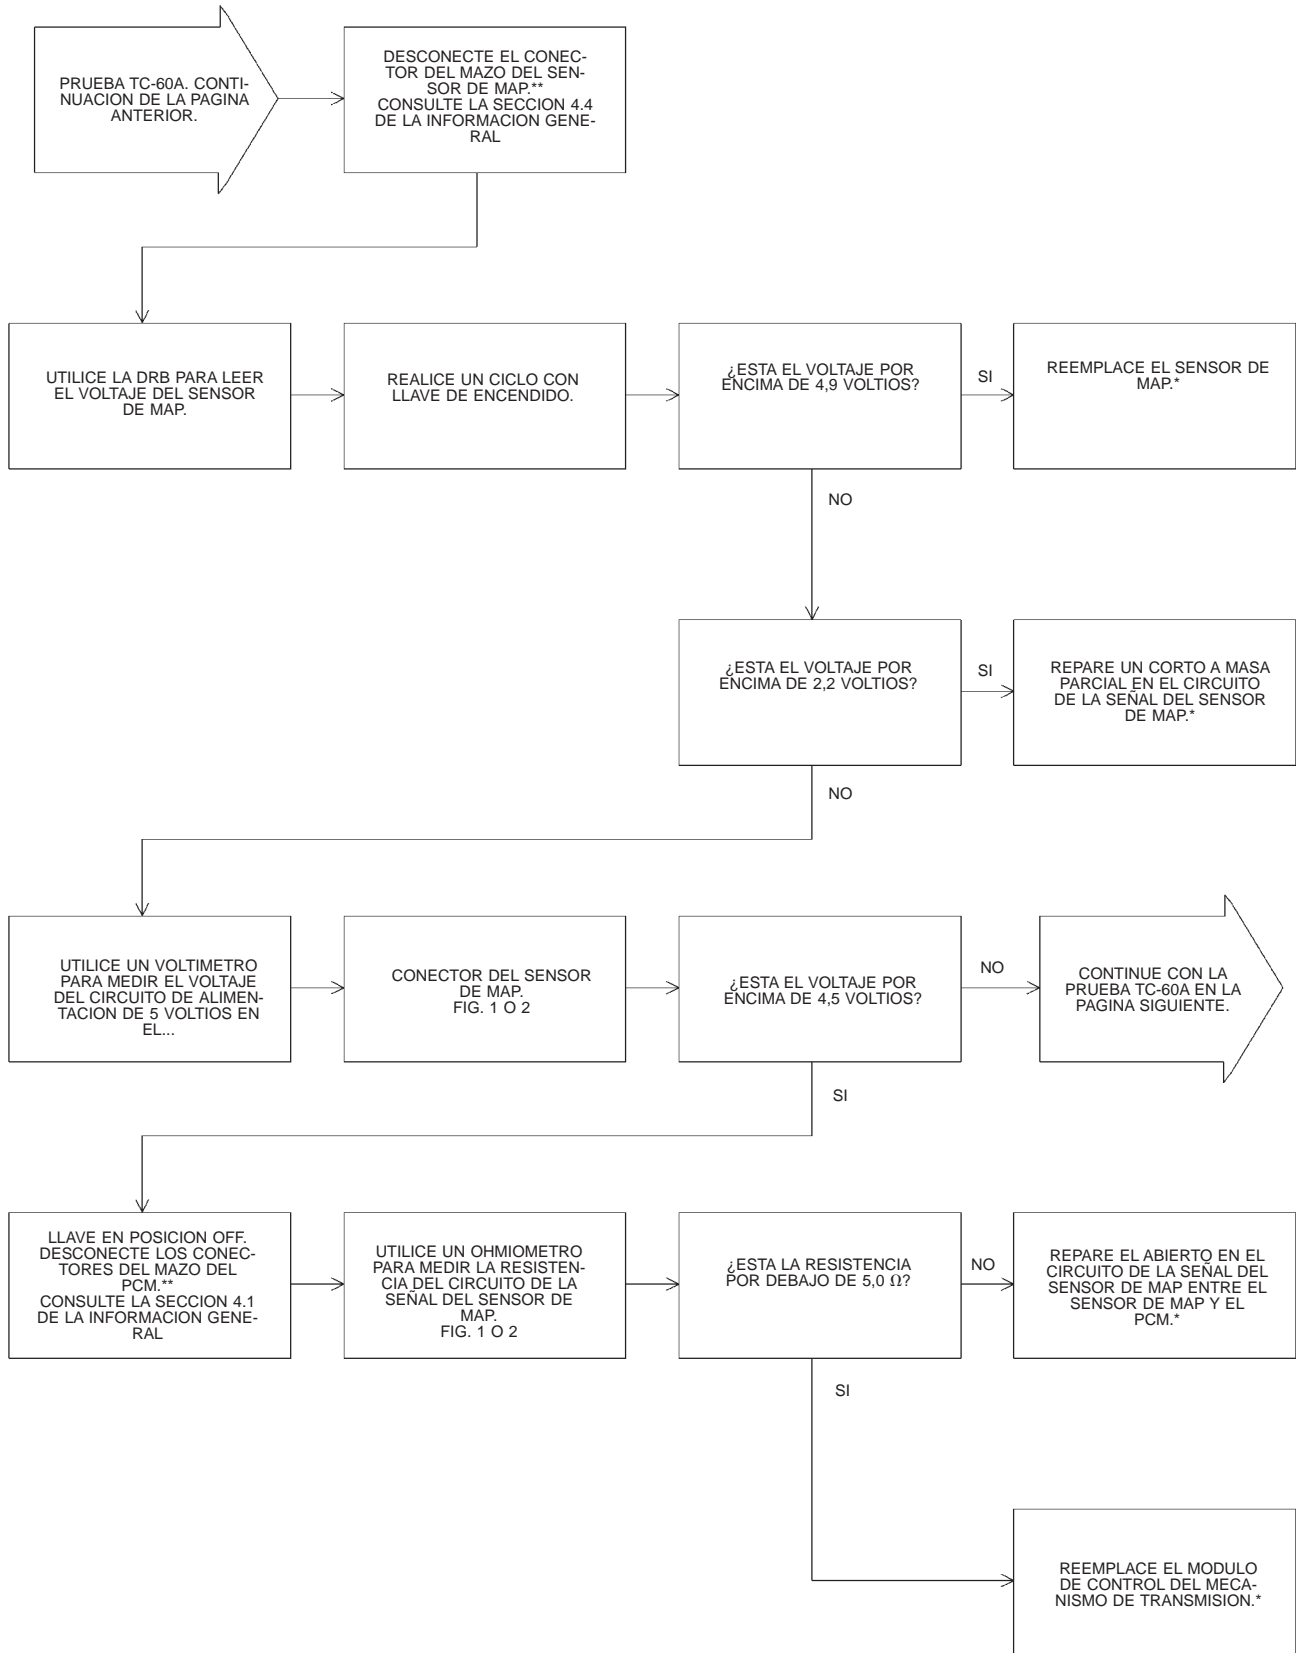 PRUEBA TC-60A. CONTI-
NUACION DE LA PAGINA
ANTERIOR.
DESCONECTE EL CONEC-
TOR DEL MAZO DEL SEN-
SOR DE MAP.**
CONSULTE LA SECCION 4.4
DE LA INFORMACION GENE-
RAL
UTILICE LA DRB PARA LEER
EL VOLTAJE DEL SENSOR
DE MAP.
REALICE UN CICLO CON
LLAVE DE ENCENDIDO.
¿ESTA EL VOLTAJE POR
ENCIMA DE 4,9 VOLTIOS?
SI
REEMPLACE EL SENSOR DE
MAP.*
NO
¿ESTA EL VOLTAJE POR
ENCIMA DE 2,2 VOLTIOS?
SI
REPARE UN CORTO A MASA
PARCIAL EN EL CIRCUITO
DE LA SEÑAL DEL SENSOR
DE MAP.*
NO
UTILICE UN VOLTIMETRO
PARA MEDIR EL VOLTAJE
DEL CIRCUITO DE ALIMEN-
TACION DE 5 VOLTIOS EN
EL...
CONECTOR DEL SENSOR
DE MAP.
FIG. 1 O 2
¿ESTA EL VOLTAJE POR
ENCIMA DE 4,5 VOLTIOS?
NO
CONTINUE CON LA
PRUEBA TC-60A EN LA
PAGINA SIGUIENTE.
SI
LLAVE EN POSICION OFF.
DESCONECTE LOS CONEC-
TORES DEL MAZO DEL
PCM.**
CONSULTE LA SECCION 4.1
DE LA INFORMACION GENE-
RAL
UTILICE UN OHMIOMETRO
PARA MEDIR LA RESISTEN-
CIA DEL CIRCUITO DE LA
SEÑAL DEL SENSOR DE
MAP.
FIG. 1 O 2
¿ESTA LA RESISTENCIA
POR DEBAJO DE 5,0 Ω?
NO
REPARE EL ABIERTO EN EL
CIRCUITO DE LA SEÑAL DEL
SENSOR DE MAP ENTRE EL
SENSOR DE MAP Y EL
PCM.*
SI
REEMPLACE EL MODULO
DE CONTROL DEL MECA-
NISMO DE TRANSMISION.*